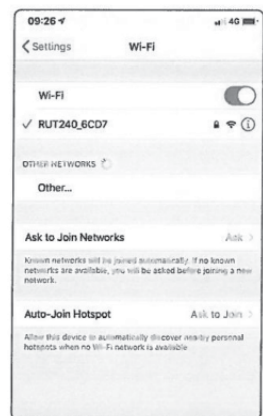 09:26 4G
Settings Wi-Fi
Wi-Fi
RUT240_6CD7
OTHER NETWORKS
Other...
Ask to Join Networks Ask
Known networks will be joined automatically. If no known
networks are available, you will be asked before joining a new
network.
Auto-Join Hotspot Ask to Join
Allow this device to automatically discover nearby personal
hotspots when no Wi-Fi network is available